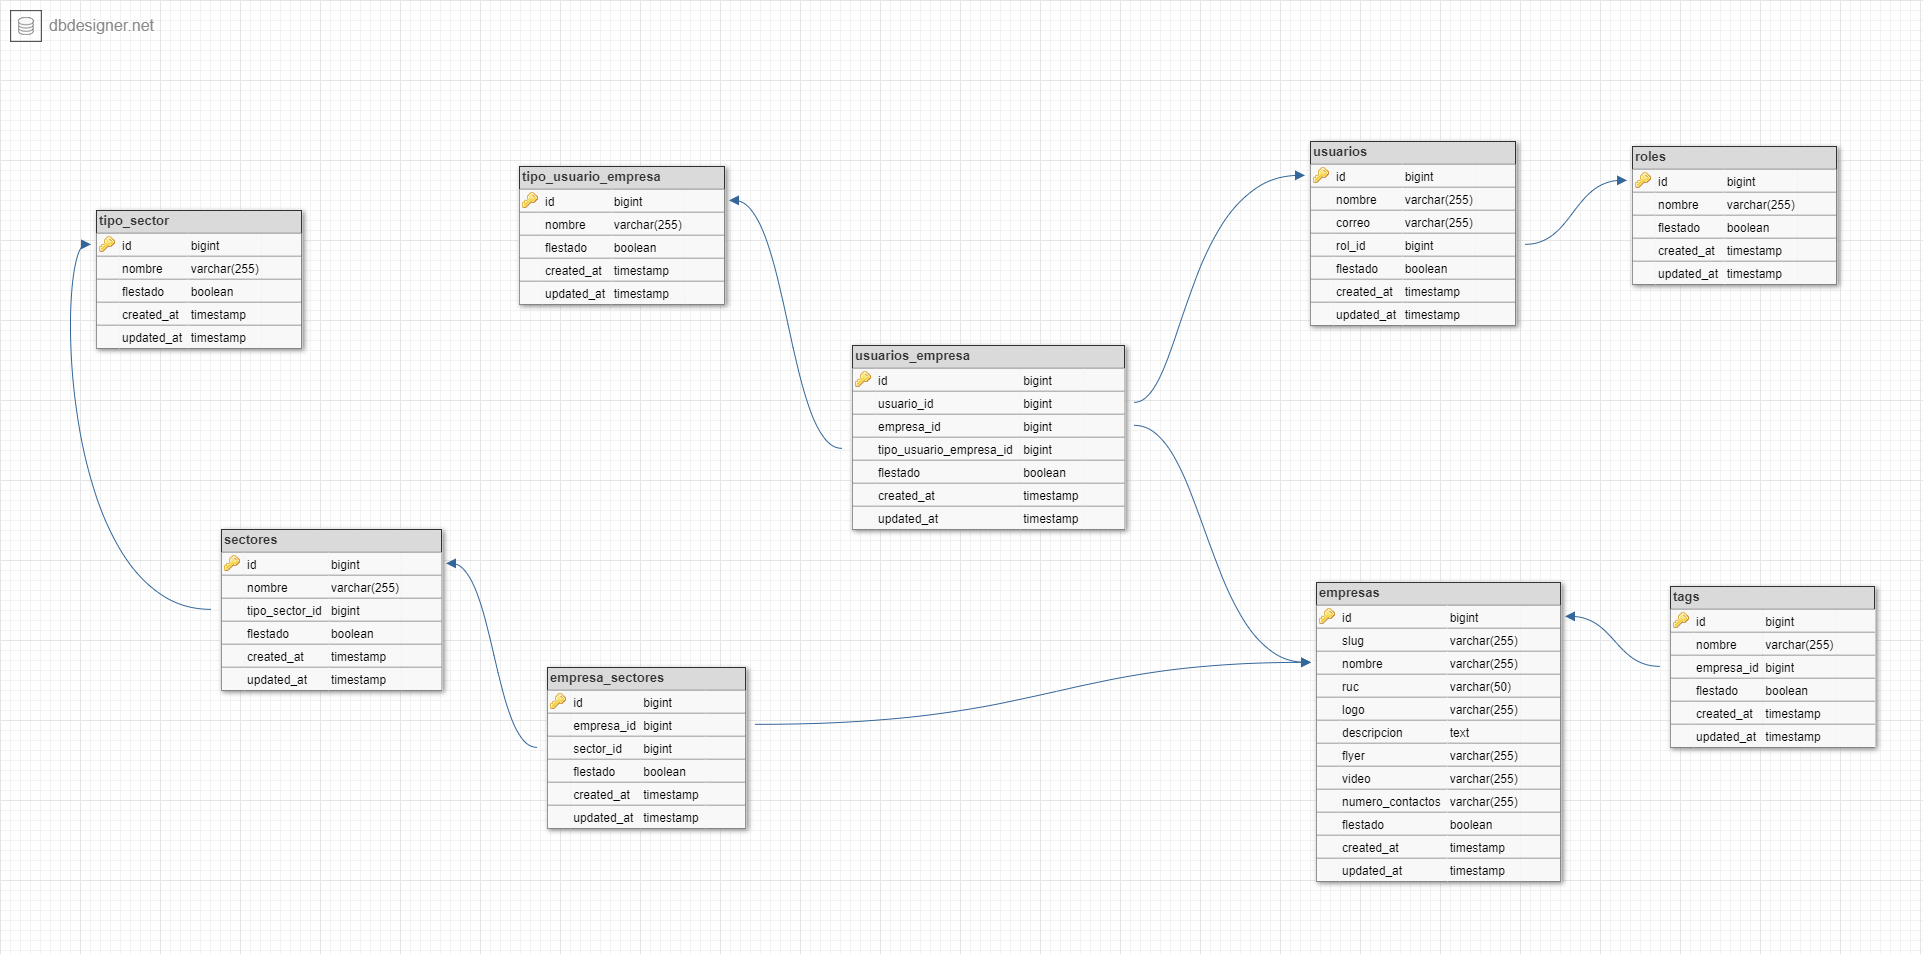 dbdesigner.net
tipo_sector
id bigint
nombre varchar(255)
flestado boolean
created_at timestamp
updated_at timestamp
tipo_usuario_empresa
id bigint
nombre varchar(255)
flestado boolean
created_at timestamp
updated_at timestamp
usuarios
id bigint
nombre varchar(255)
correo varchar(255)
rol_id bigint
flestado boolean
created_at timestamp
updated_at timestamp
roles
id bigint
nombre varchar(255)
flestado boolean
created_at timestamp
updated_at timestamp
usuarios_empresa
id bigint
usuario_id bigint
empresa_id bigint
tipo_usuario_empresa_id bigint
flestado boolean
created_at timestamp
updated_at timestamp
sectores
id bigint
nombre varchar(255)
tipo_sector_id bigint
flestado boolean
created_at timestamp
updated_at timestamp
empresa_sectores
id bigint
empresa_id bigint
sector_id bigint
flestado boolean
created_at timestamp
updated_at timestamp
empresas
id bigint
slug varchar(255)
nombre varchar(255)
ruc varchar(50)
logo varchar(255)
descripcion text
flyer varchar(255)
video varchar(255)
numero_contactos varchar(255)
flestado boolean
created_at timestamp
updated_at timestamp
tags
id bigint
nombre varchar(255)
empresa_id bigint
flestado boolean
created_at timestamp
updated_at timestamp